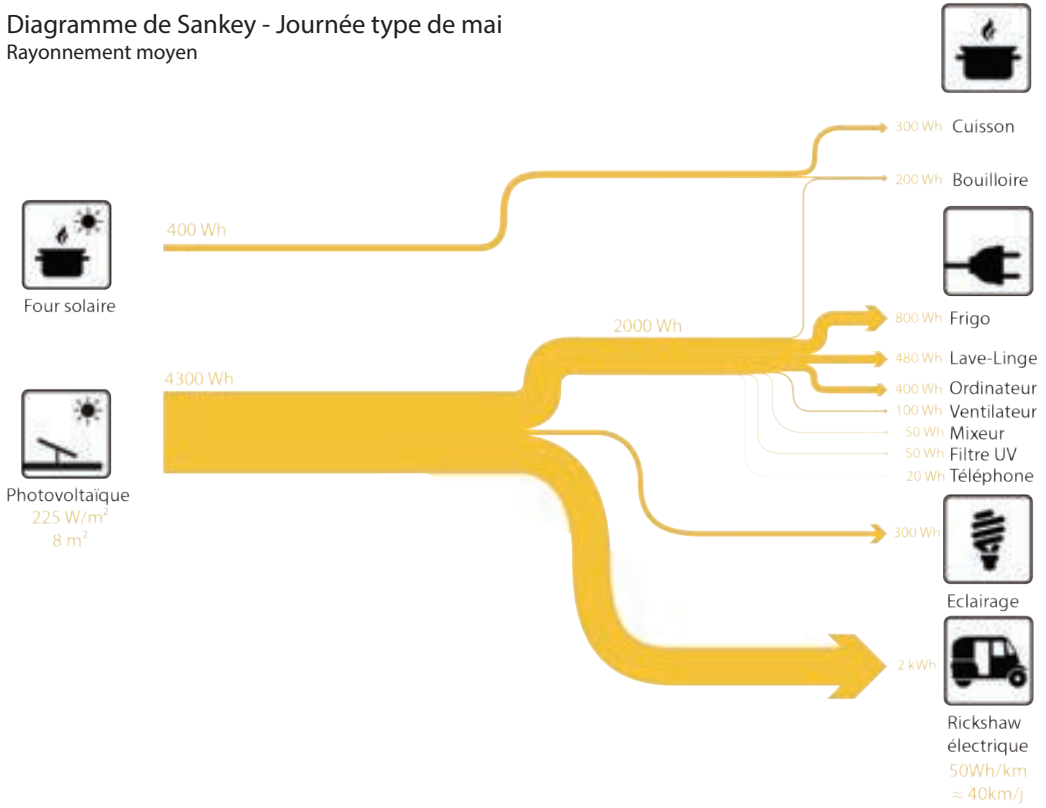 Diagramme de Sankey - Journée type de mai
Rayonnement moyen
300 Wh Cuisson
200 Wh Bouilloire
400 Wh
Four solaire
2000 Wh
800 Wh Frigo
480 Wh Lave-Linge
4300 Wh
400 Wh Ordinateur
100 Wh Ventilateur
50 Wh Mixeur
50 Wh Filtre UV
20 Wh Téléphone
Photovoltaïque
225 W/m²
8 m²
300 Wh
Eclairage
2 kWh
Rickshaw
électrique
50Wh/km
≈ 40km/j